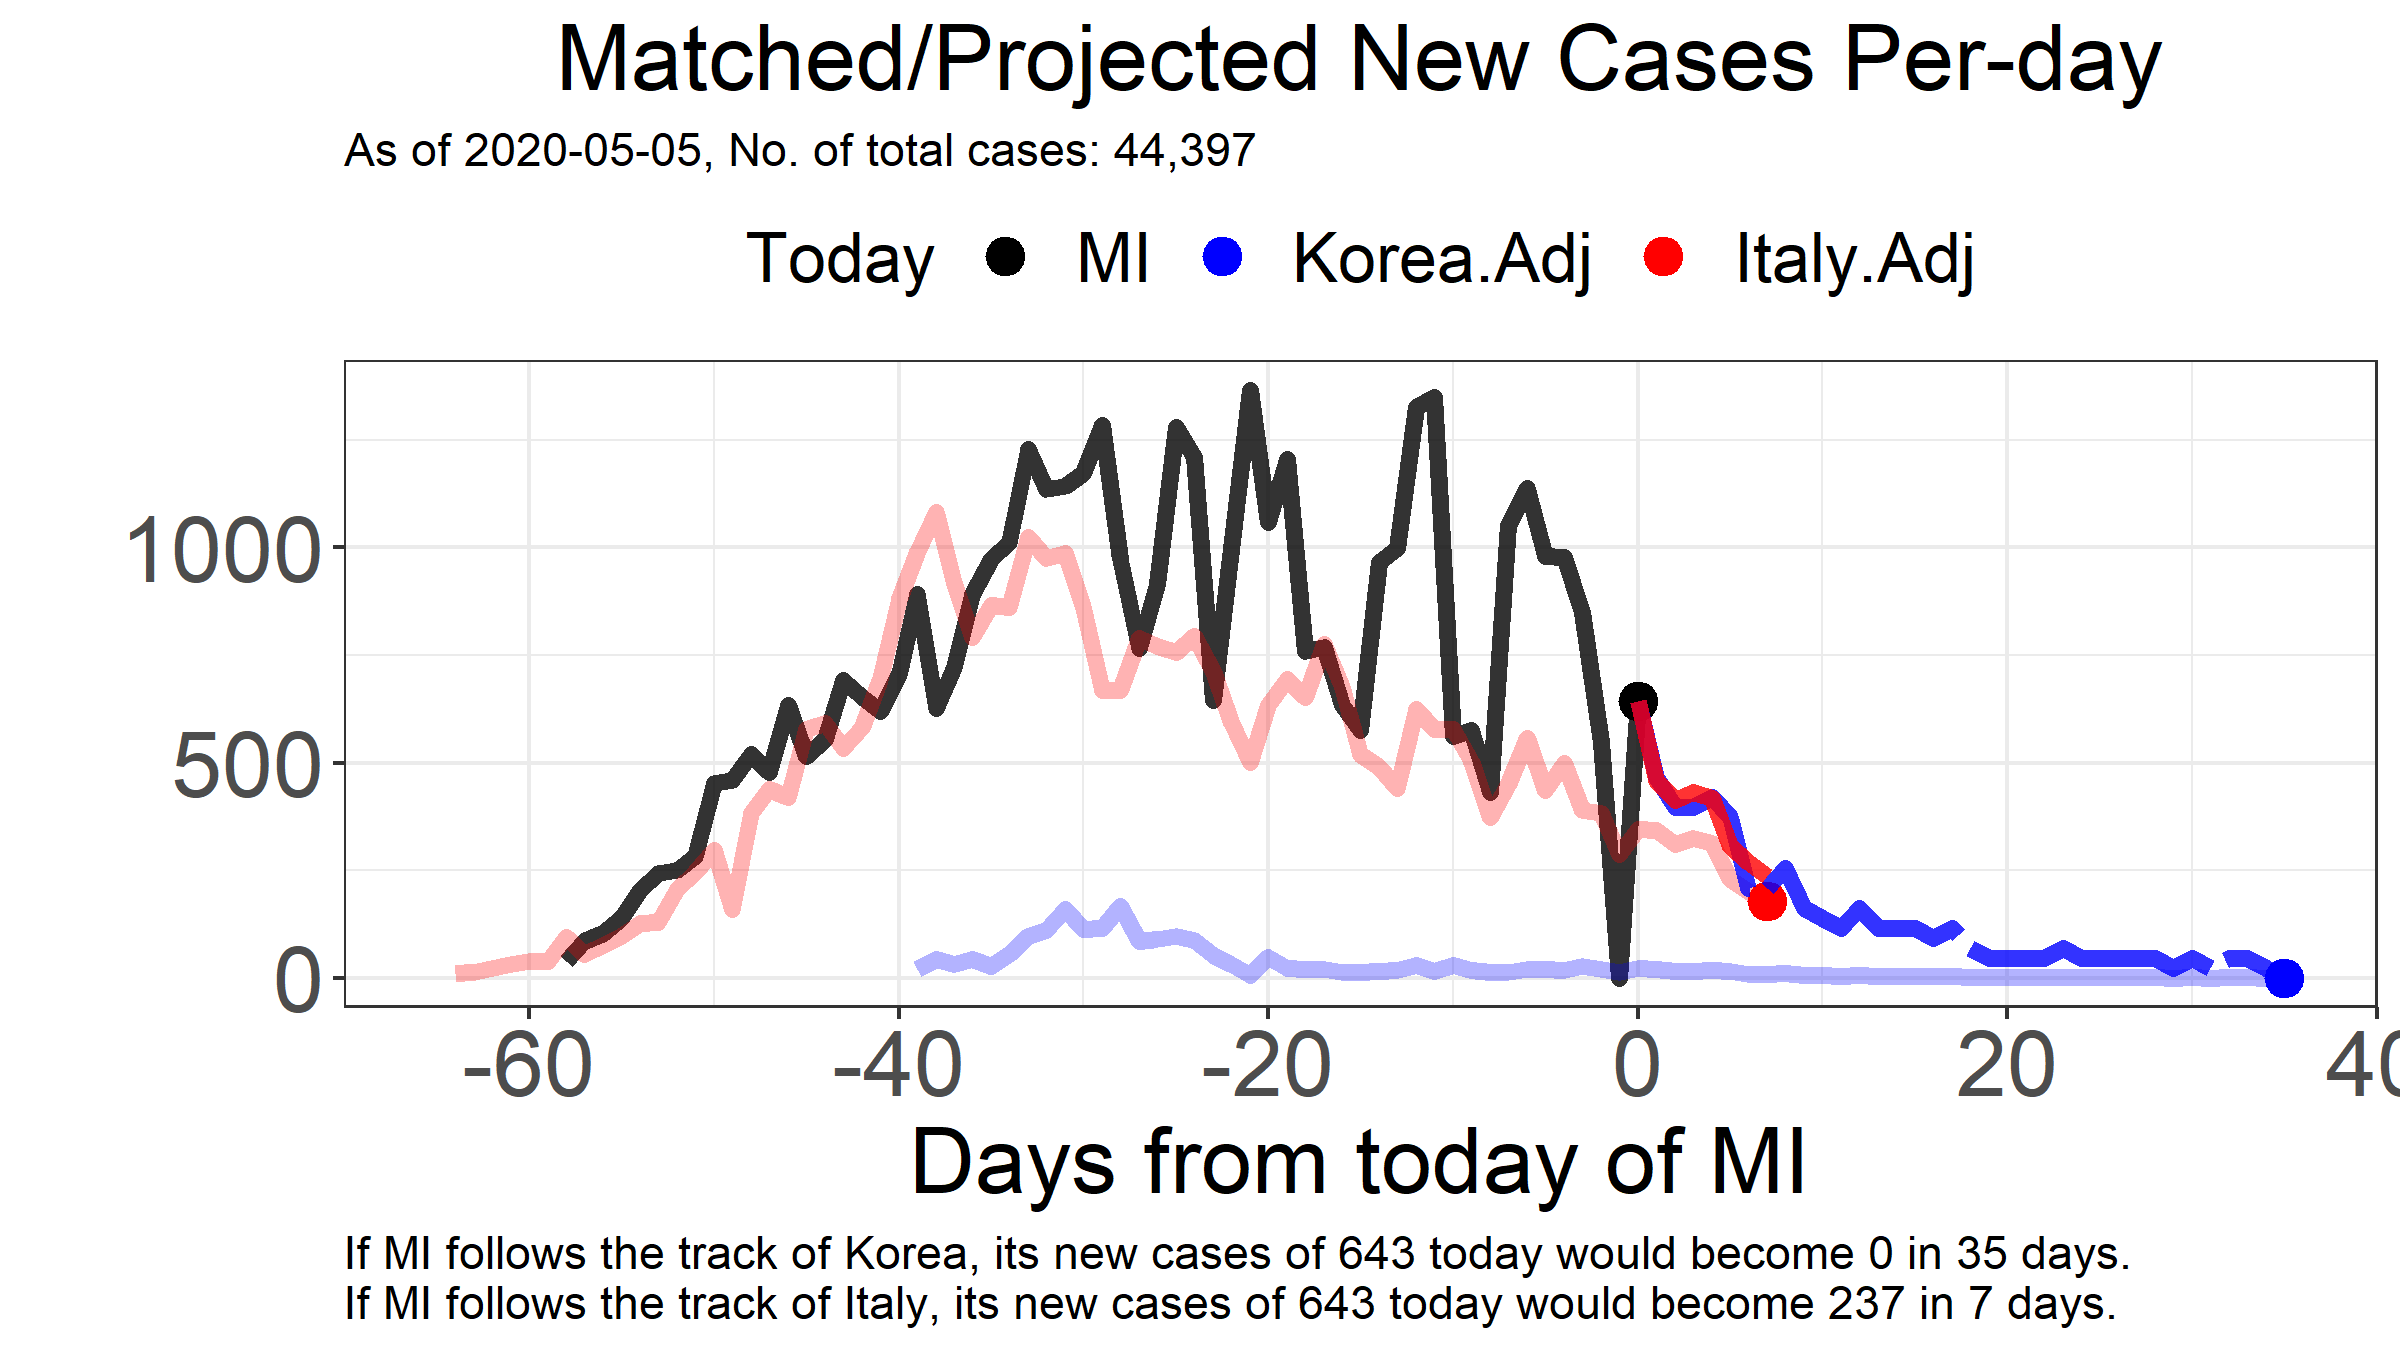 Matched/Projected New Cases Per-day
As of 2020-05-05, No. of total cases: 44,397
Today MI Korea.Adj Italy.Adj
1000
500
0
-60 -40 -20 0 20 40
Days from today of MI
If MI follows the track of Korea, its new cases of 643 today would become 0 in 35 days.
If MI follows the track of Italy, its new cases of 643 today would become 237 in 7 days.